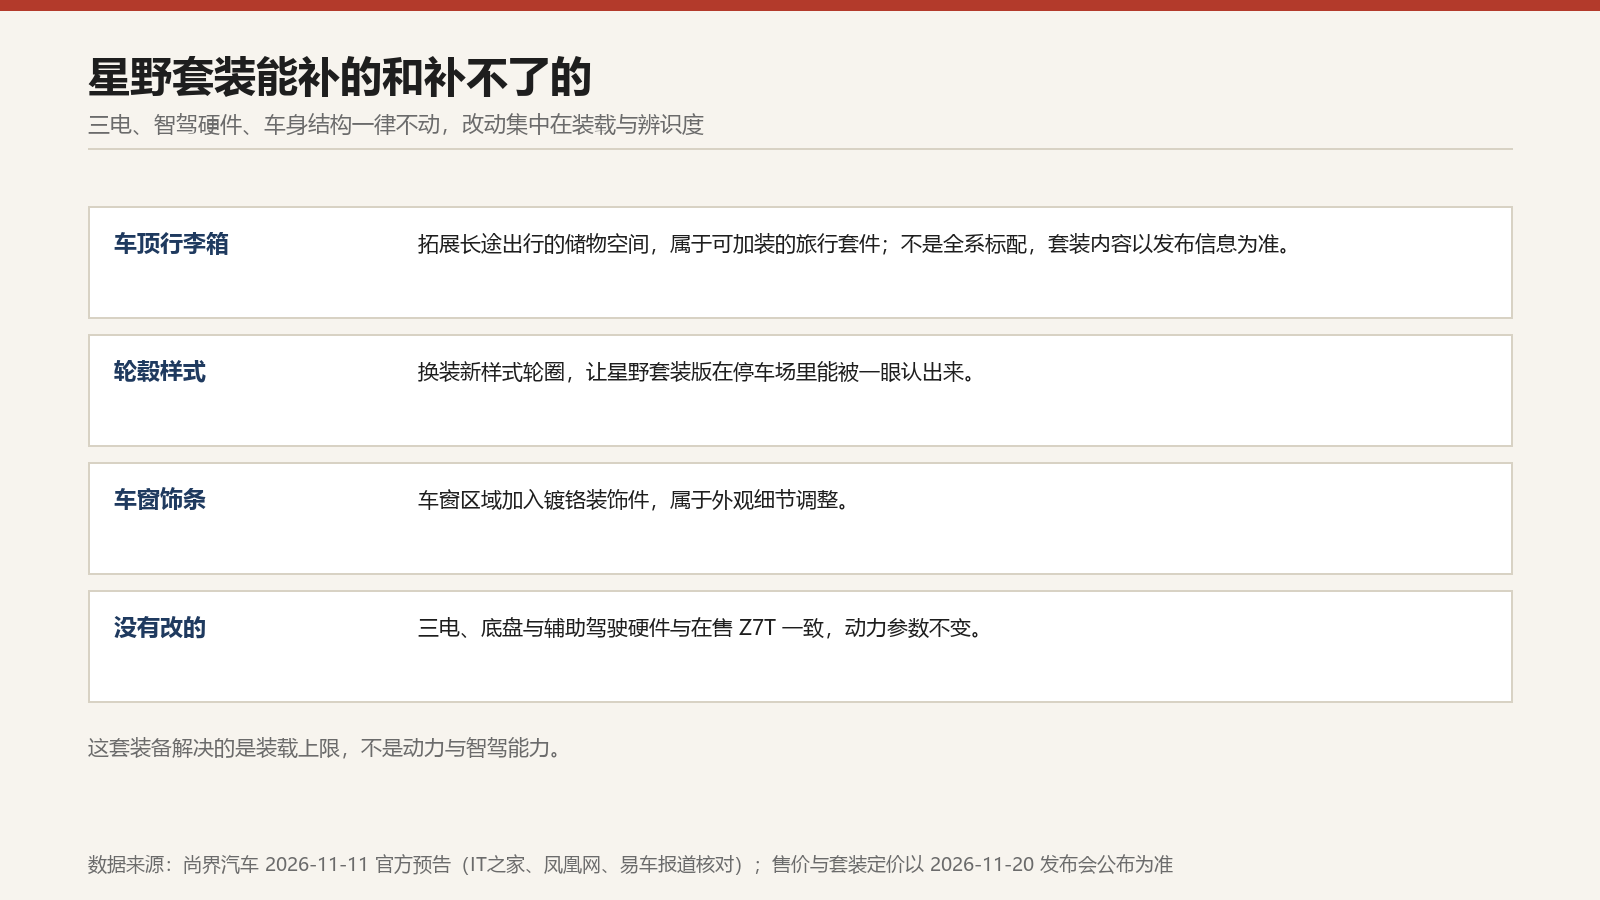 星野套装能补的和补不了的
三电、智驾硬件、车身结构一律不动，改动集中在装载与辨识度
车顶行李箱
拓展长途出行的储物空间，属于可加装的旅行套件；不是全系标配，套装内容以发布信息为准。
轮毂样式
换装新样式轮圈，让星野套装版在停车场里能被一眼认出来。
车窗饰条
车窗区域加入镀铬装饰件，属于外观细节调整。
没有改的
三电、底盘与辅助驾驶硬件与在售 Z7T 一致，动力参数不变。
这套装备解决的是装载上限，不是动力与智驾能力。
数据来源：尚界汽车 2026-11-11 官方预告（IT之家、凤凰网、易车报道核对）；售价与套装定价以 2026-11-20 发布会公布为准